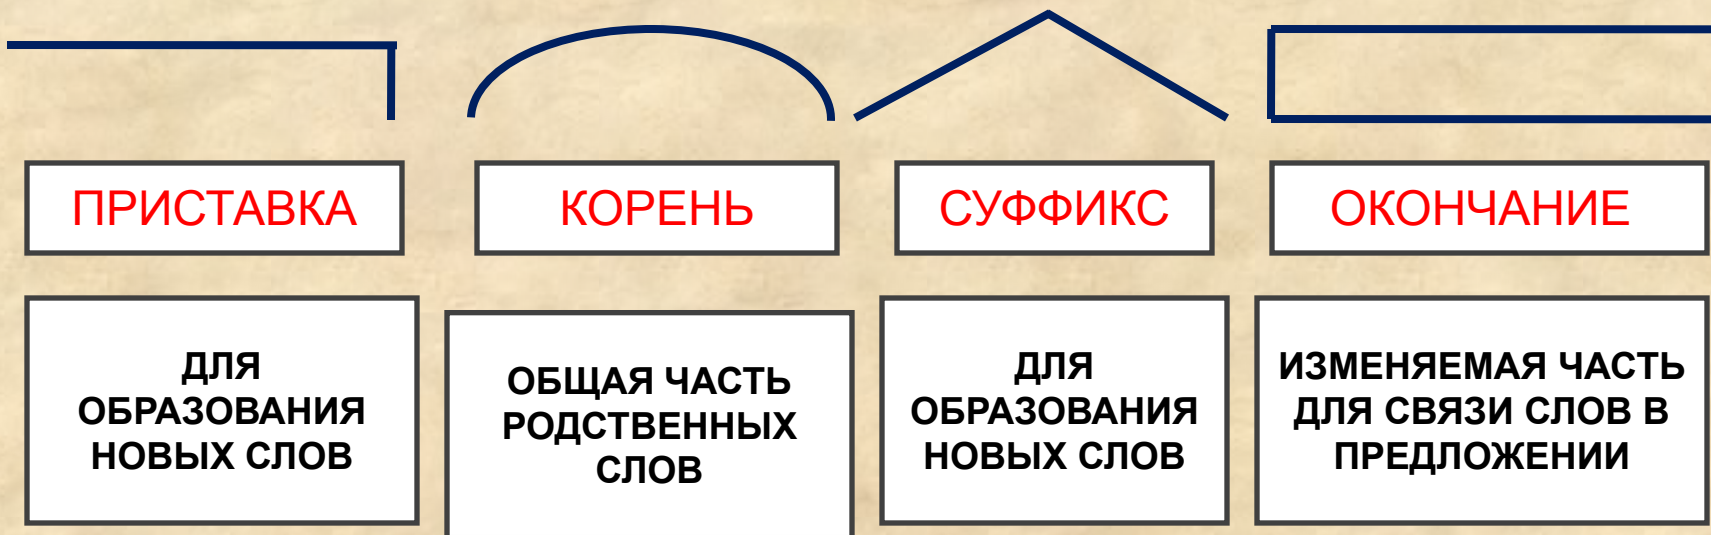 ПРИСТАВКА
КОРЕНЬ
СУФФИКС
ОКОНЧАНИЕ
ДЛЯ
ОБРАЗОВАНИЯ
НОВЫХ СЛОВ
ОБЩАЯ ЧАСТЬ
РОДСТВЕННЫХ
СЛОВ
ДЛЯ
ОБРАЗОВАНИЯ
НОВЫХ СЛОВ
ИЗМЕНЯЕМАЯ ЧАСТЬ
ДЛЯ СВЯЗИ СЛОВ В
ПРЕДЛОЖЕНИИ